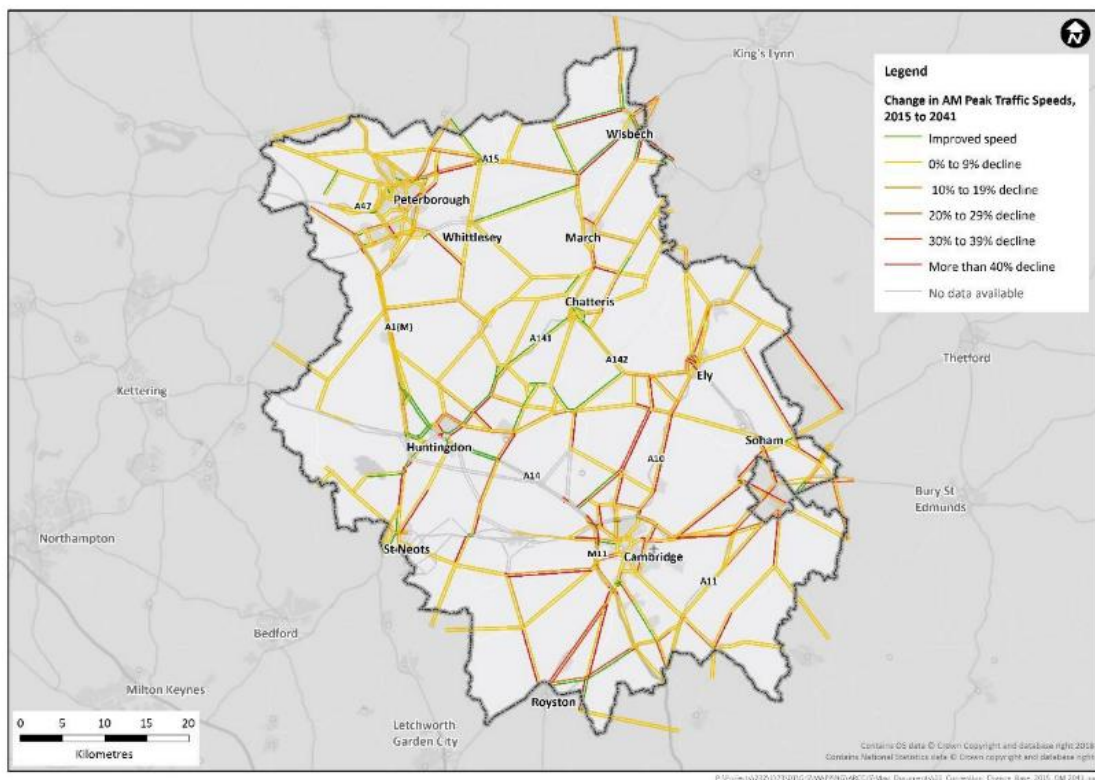 N
King's Lynn
Legend
Change in AM Peak Traffic Speeds,
2015 to 2041
Improved speed
0% to 9% decline
10% to 19% decline
20% to 29% decline
30% to 39% decline
More than 40% decline
No data available
Wisbech
A15
Peterborough
A47
Whittlesey
March
Chatteris
A1(M)
A141
A142
Thetford
Ely
Kettering
Huntingdon
Soham
A14
A10
Bury St
Edmunds
Northampton
St Neots
M11
Cambridge
A11
Bedford
Milton Keynes
Royston
Letchworth
Garden City
0 5 10 15 20
Kilometres
Contains OS data © Crown Copyright and database right 2018
Contains National Statistics data © Crown copyright and database right